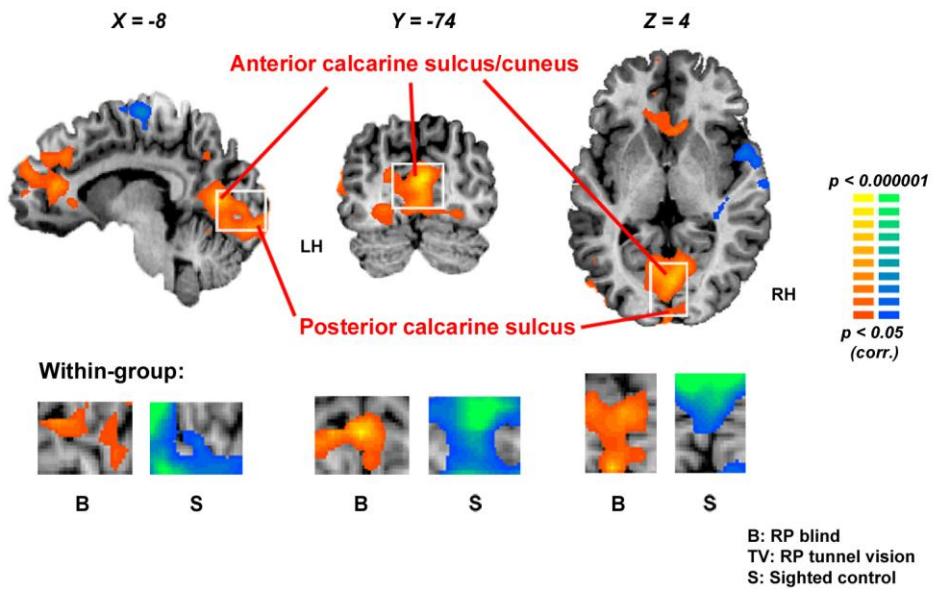 X = -8
Y = -74
Z = 4
Anterior calcarine sulcus/cuneus
p < 0.000001
LH
RH
Posterior calcarine sulcus
p < 0.05
(corr.)
Within-group:
B
S
B
S
B
S
B: RP blind
TV: RP tunnel vision
S: Sighted control